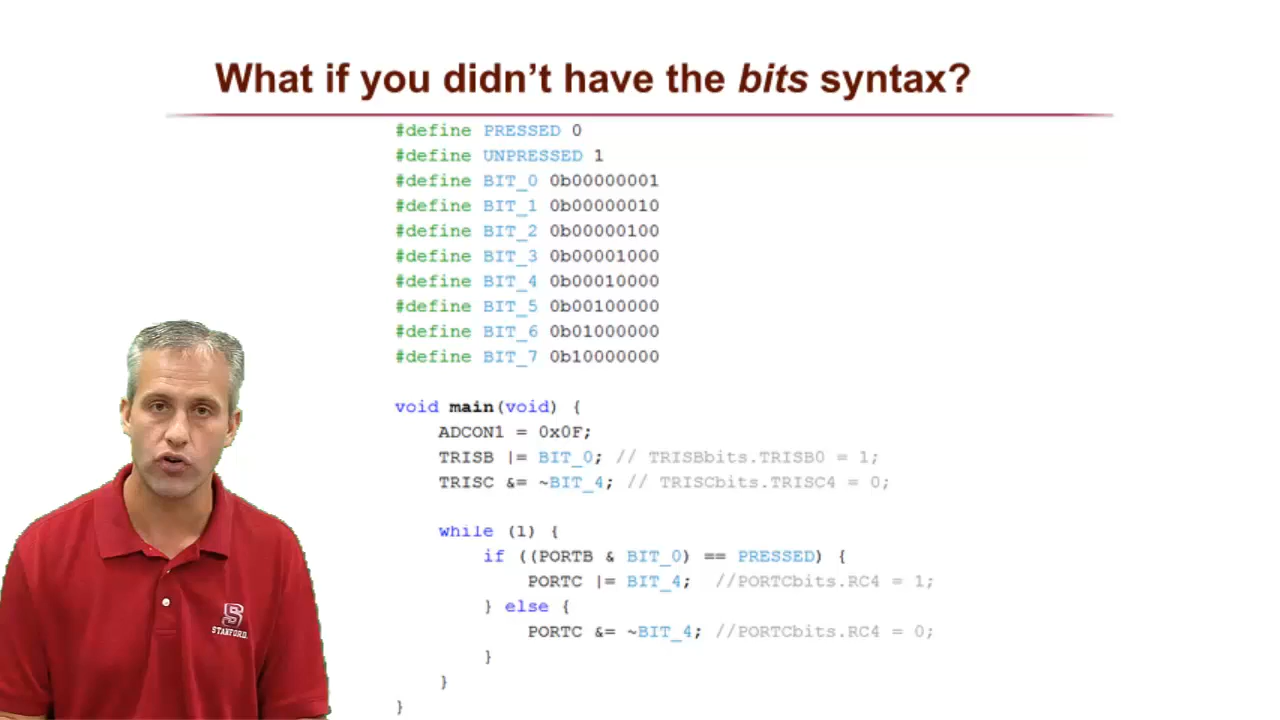 What if you didn't have the bits syntax?
#define PRESSED 0
#define UNPRESSED 1
#define BIT_0 0b00000001
#define BIT_1 0b00000010
#define BIT_2 0b00000100
#define BIT_3 0b00001000
#define BIT_4 0b00010000
#define BIT_5 0b00100000
#define BIT_6 0b01000000
#define BIT_7 0b10000000
void main(void) {
ADCON1 = 0x0F;
TRISB |= BIT_0; // TRISBbits.TRISB0 = 1;
TRISC &= ~BIT_4; // TRISCbits.TRISC4 = 0;
while (1) {
if ((PORTB & BIT_0) == PRESSED) {
PORTC |= BIT_4; //PORTCbits.RC4 = 1;
} else {
PORTC &= ~BIT_4; //PORTCbits.RC4 = 0;
}
}
}
S
STANFORD